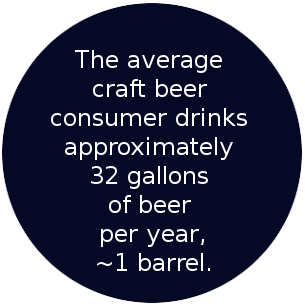 The average
craft beer
consumer drinks
approximately
32 gallons
of beer
per year,
~1 barrel.